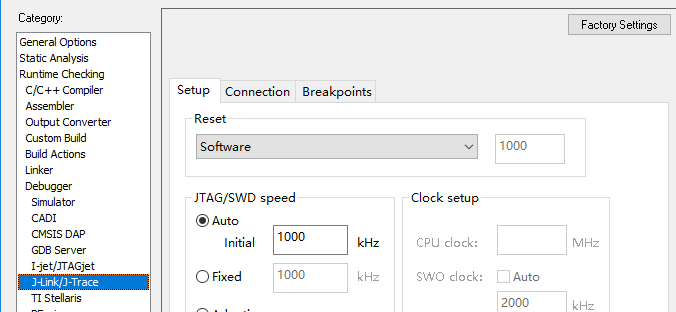 Category:
Factory Settings
General Options
Static Analysis
Runtime Checking
C/C++ Compiler
Assembler
Output Converter
Custom Build
Build Actions
Linker
Debugger
Simulator
CADI
CMSIS DAP
GDB Server
I-jet/JTAGjet
J-Link/J-Trace
TI Stellaris
Setup Connection Breakpoints
Reset
Software 1000
JTAG/SWD speed
Auto
Initial 1000 kHz
Fixed 1000 kHz
Clock setup
CPU clock: MHz
SWO clock: Auto
2000 kHz